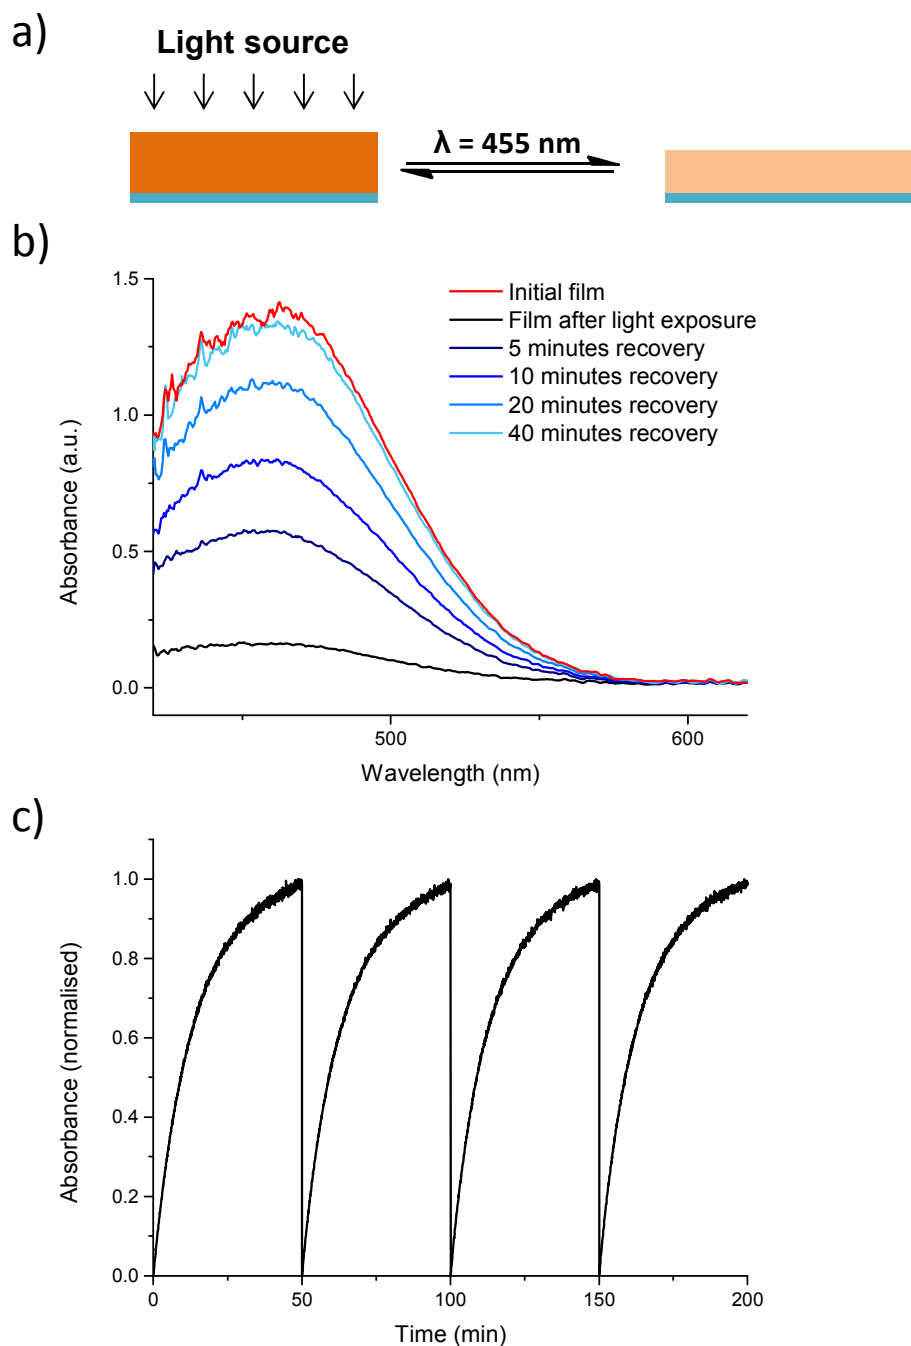 a)
Light source
λ = 455 nm
b)
1.5
1.0
0.5
0.0
Absorbance (a.u.)
Initial film
Film after light exposure
5 minutes recovery
10 minutes recovery
20 minutes recovery
40 minutes recovery
500
600
Wavelength (nm)
c)
1.0
0.8
0.6
0.4
0.2
0.0
Absorbance (normalised)
0
50
100
150
200
Time (min)